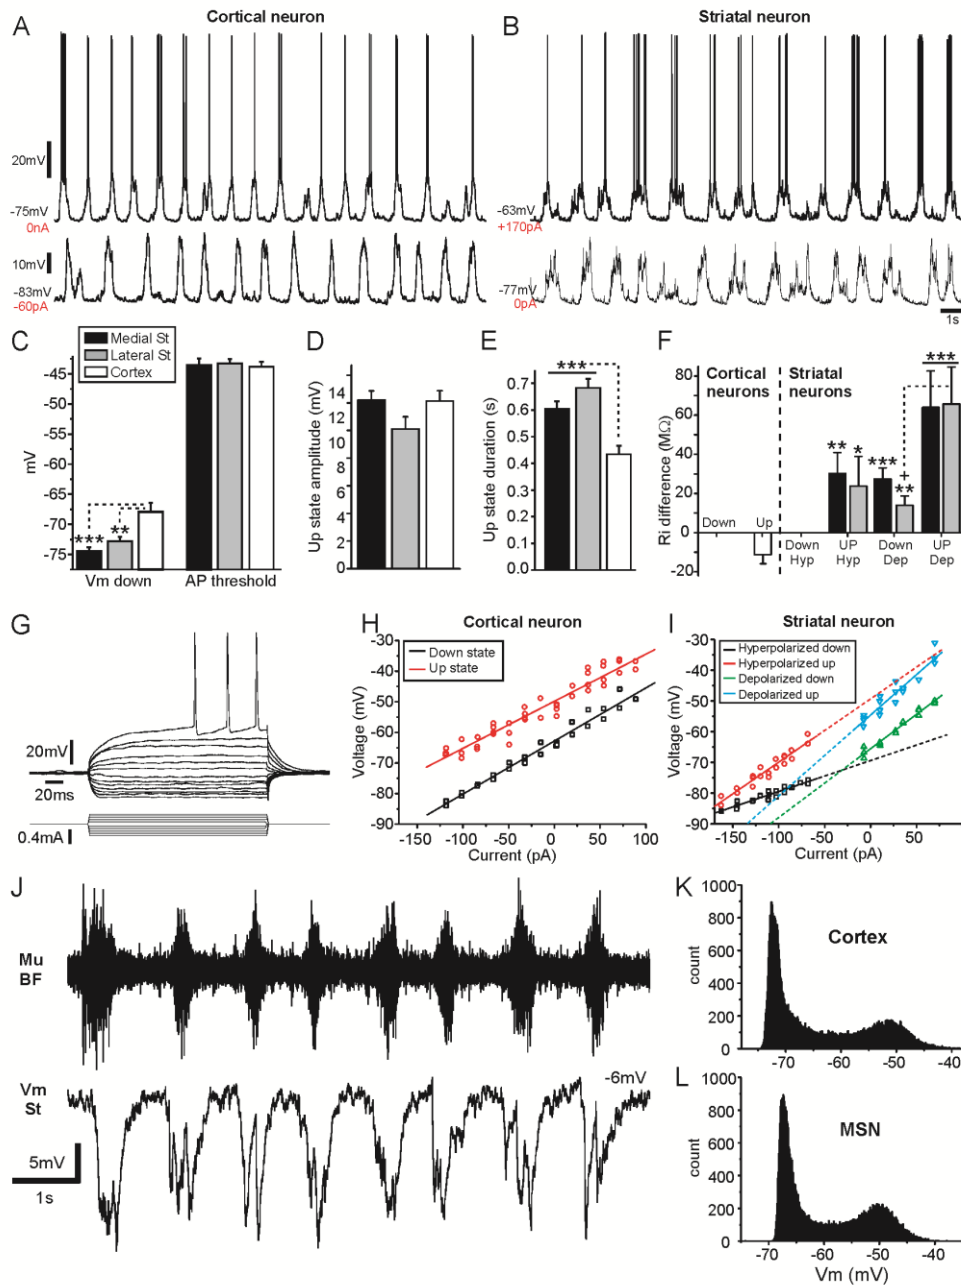 Cortical neuron
Striatal neuron
A
B
20mV
-75mV
0nA
-63mV
+170pA
10mV
-83mV
-60pA
-77mV
0pA
1s
C
Medial St
Lateral St
Cortex
mV
-45
-50
-55
-60
-65
-70
-75
***
**
Vm down
AP threshold
D
Up state amplitude (mV)
14
12
10
8
6
4
2
0
E
Up state duration (s)
0.7
0.6
0.5
0.4
0.3
0.2
0.1
0.0
***
F
Ri difference (MΩ)
80
60
40
20
0
-20
Cortical neurons
Striatal neurons
**
*
***
+
**
***
Down
Up
Down Hyp
UP Hyp
Down Dep
UP Dep
G
20mV
20ms
0.4mA
H
Cortical neuron
Down state
Up state
Voltage (mV)
-30
-40
-50
-60
-70
-80
-90
-150 -100 -50 0 50 100
Current (pA)
I
Striatal neuron
Hyperpolarized down
Hyperpolarized up
Depolarized down
Depolarized up
Voltage (mV)
-30
-40
-50
-60
-70
-80
-90
-150 -100 -50 0 50 100
Current (pA)
J
Mu
BF
Vm
St
-6mV
5mV
1s
K
Cortex
count
1000
800
600
400
200
0
-70 -60 -50 -40
L
MSN
count
1000
800
600
400
200
0
-70 -60 -50 -40
Vm (mV)